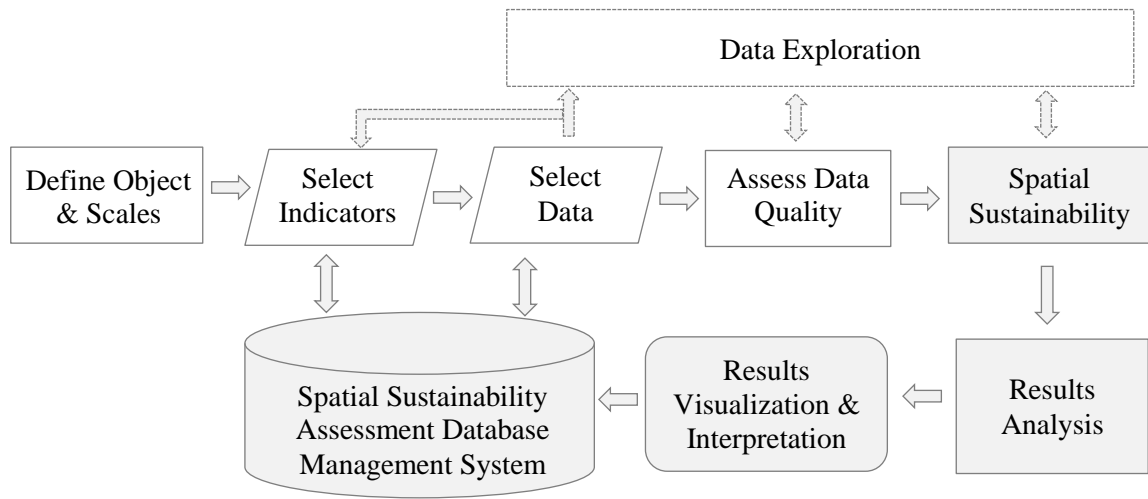 Data Exploration
Define Object
& Scales
Select
Indicators
Select
Data
Assess Data
Quality
Spatial
Sustainability
Spatial Sustainability
Assessment Database
Management System
Results
Visualization &
Interpretation
Results
Analysis